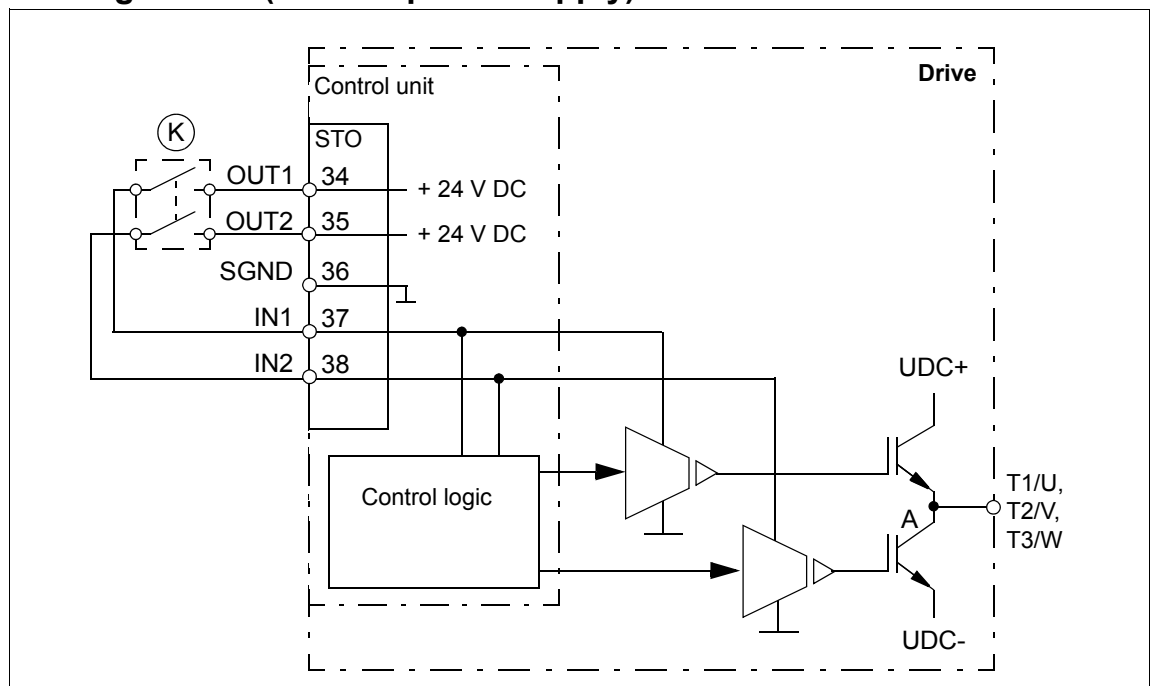 Drive
Control unit
K
STO
OUT1 34 + 24 V DC
OUT2 35 + 24 V DC
SGND 36
IN1 37
IN2 38
UDC+
Control logic
A
T1/U,
T2/V,
T3/W
UDC-